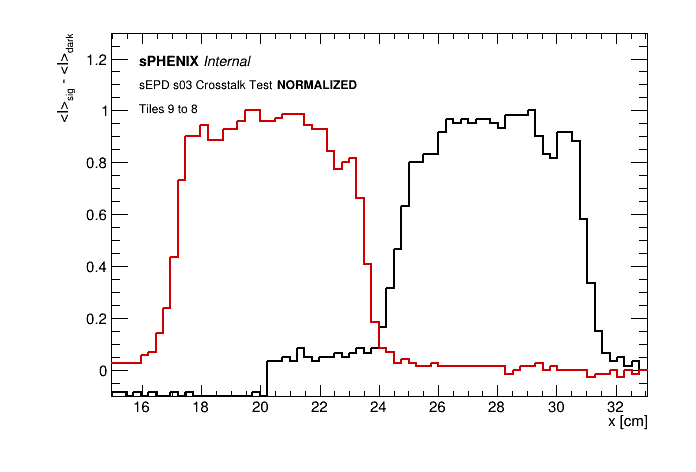 <I>sig - <I>dark
sPHENIX Internal
sEPD s03 Crosstalk Test NORMALIZED
Tiles 9 to 8
1.2
1
0.8
0.6
0.4
0.2
0
16 18 20 22 24 26 28 30 32
x [cm]